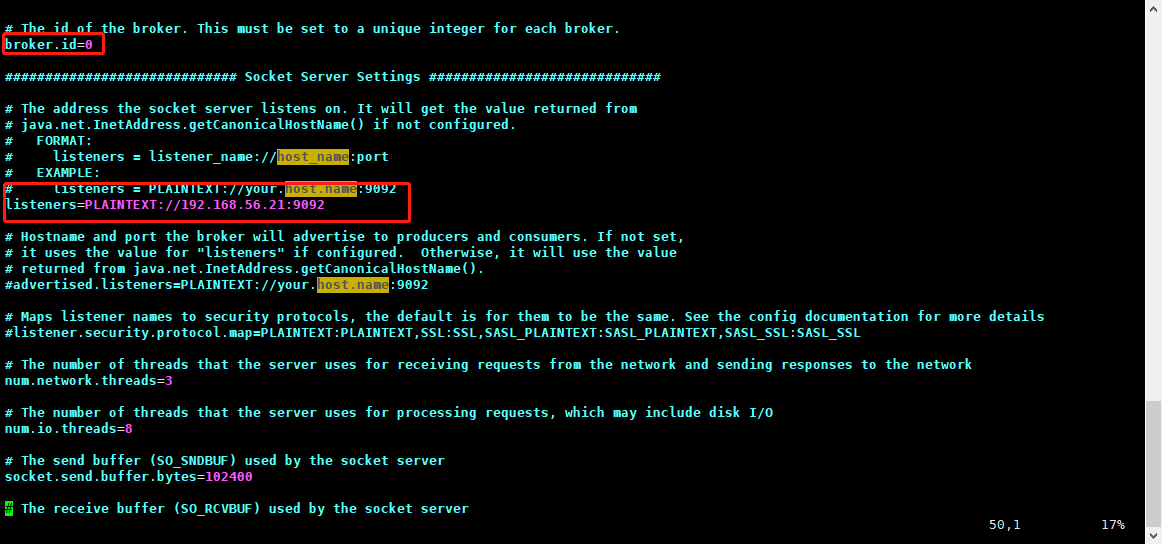 # The id of the broker. This must be set to a unique integer for each broker.
broker.id=0
############################# Socket Server Settings #############################
# The address the socket server listens on. It will get the value returned from
# java.net.InetAddress.getCanonicalHostName() if not configured.
#   FORMAT:
#     listeners = listener_name://host_name:port
#   EXAMPLE:
#     listeners = PLAINTEXT://your.host.name:9092
listeners=PLAINTEXT://192.168.56.21:9092
# Hostname and port the broker will advertise to producers and consumers. If not set,
# it uses the value for "listeners" if configured.  Otherwise, it will use the value
# returned from java.net.InetAddress.getCanonicalHostName().
#advertised.listeners=PLAINTEXT://your.host.name:9092
# Maps listener names to security protocols, the default is for them to be the same. See the config documentation for more details
#listener.security.protocol.map=PLAINTEXT:PLAINTEXT,SSL:SSL,SASL_PLAINTEXT:SASL_PLAINTEXT,SASL_SSL:SASL_SSL
# The number of threads that the server uses for receiving requests from the network and sending responses to the network
num.network.threads=3
# The number of threads that the server uses for processing requests, which may include disk I/O
num.io.threads=8
# The send buffer (SO_SNDBUF) used by the socket server
socket.send.buffer.bytes=102400
# The receive buffer (SO_RCVBUF) used by the socket server
50,1 17%